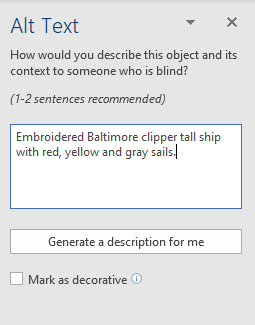 Alt Text
How would you describe this object and its
context to someone who is blind?
(1-2 sentences recommended)
Embroidered Baltimore clipper tall ship
with red, yellow and gray sails.
Generate a description for me
Mark as decorative